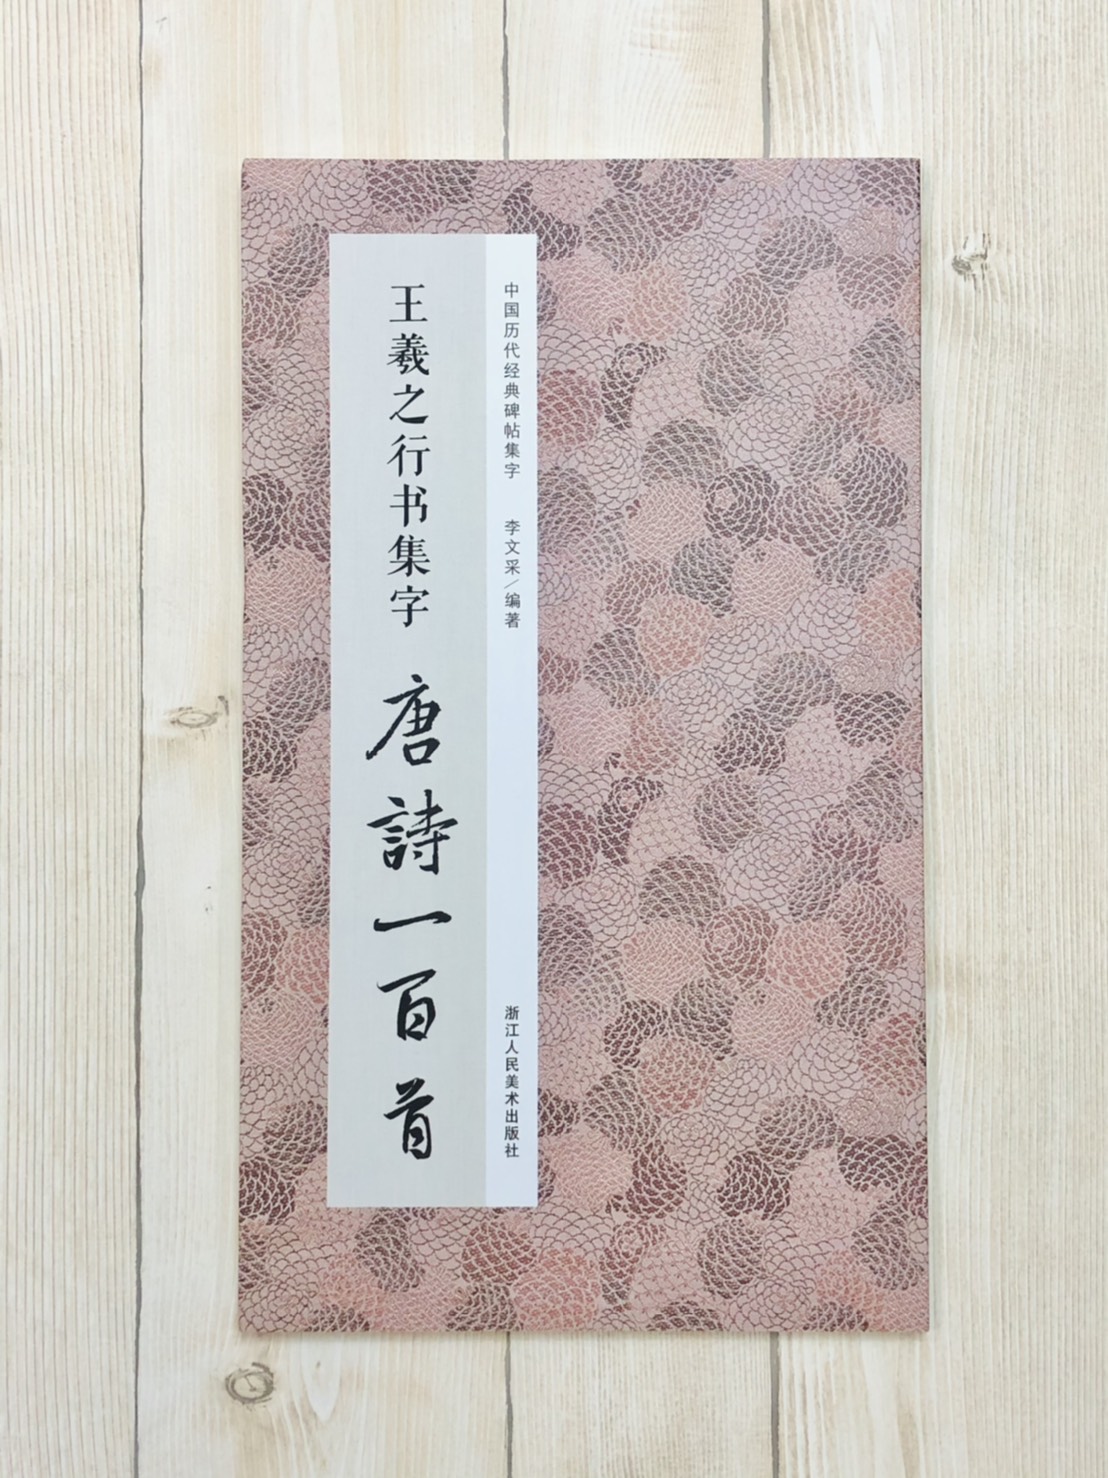 中国历代经典碑帖集字 李文采/编著
浙江人民美术出版社
王羲之行书集字
唐詩一百首